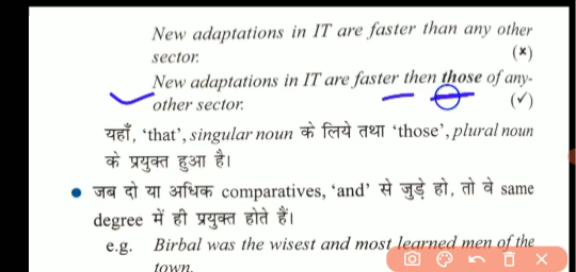 New adaptations in IT are faster than any other
sector. (×)
New adaptations in IT are faster then those of any-
other sector. (✓)
यहाँ, ‘that’, singular noun के लिये तथा ‘those’, plural noun
के प्रयुक्त हुआ है।
• जब दो या अधिक comparatives, ‘and’ से जुड़े हो, तो वे same
degree में ही प्रयुक्त होते हैं।
e.g. Birbal was the wisest and most learned men of the
town.